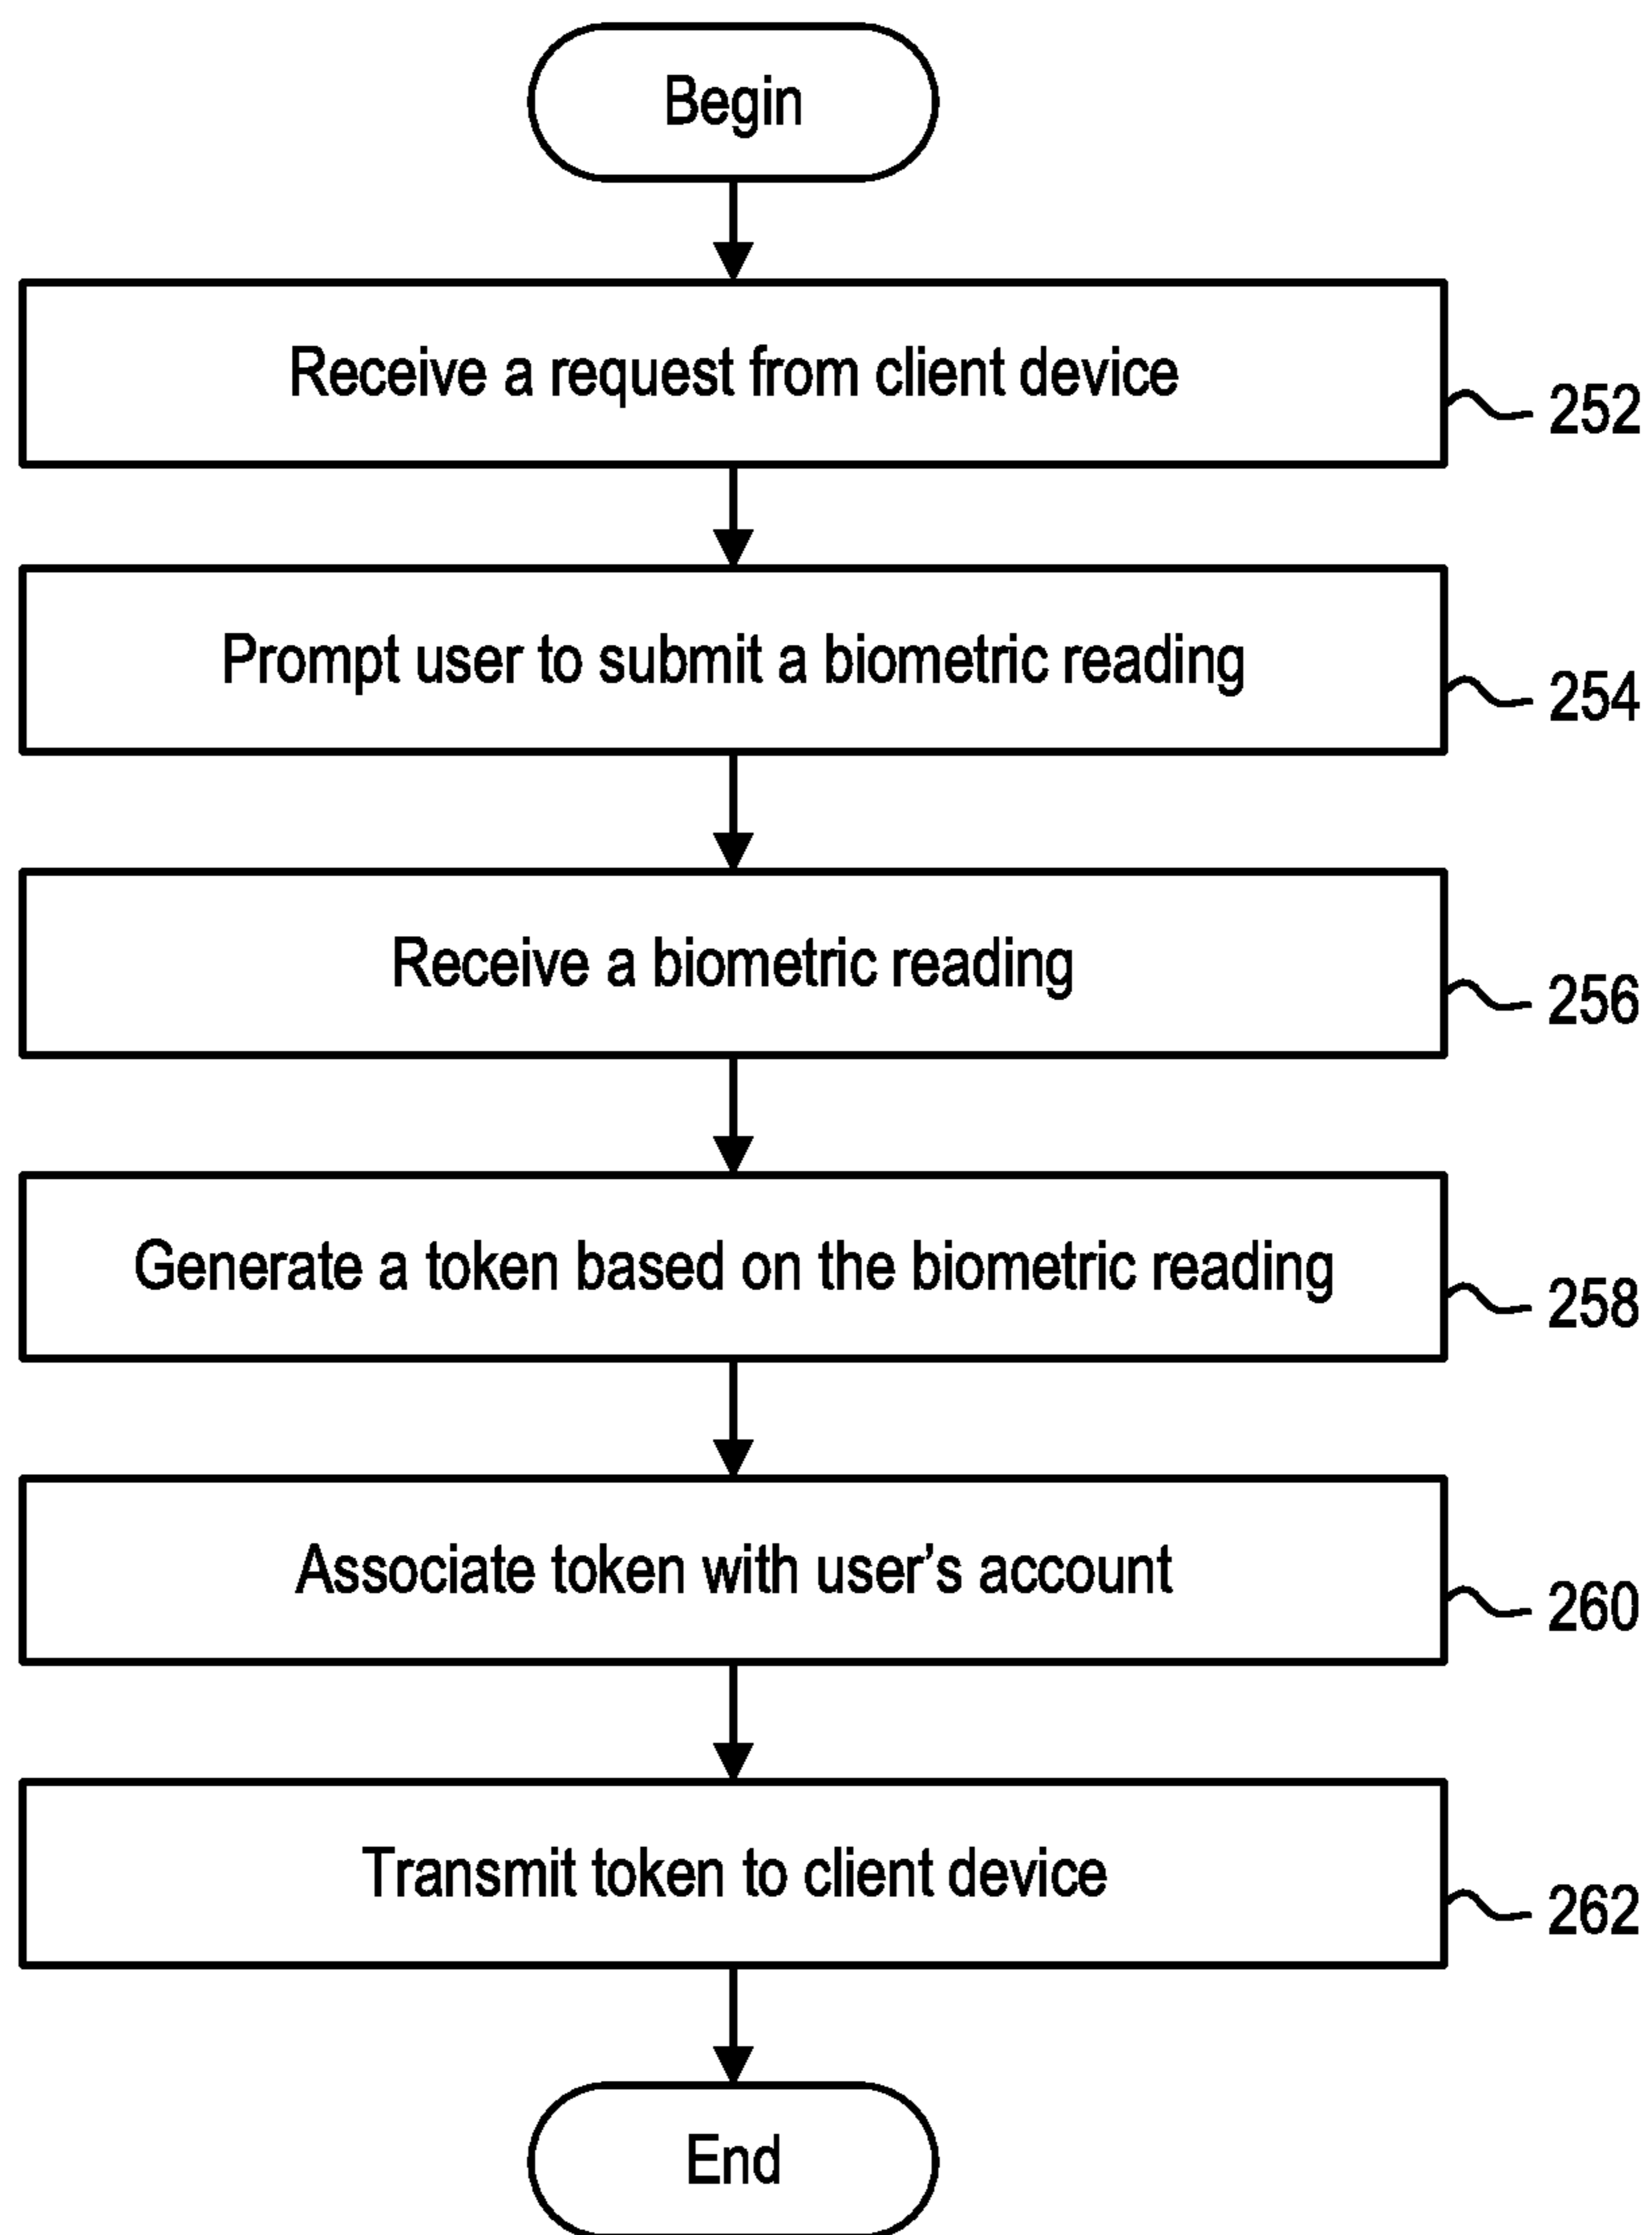 Begin
Receive a request from client device
252
Prompt user to submit a biometric reading
254
Receive a biometric reading
256
Generate a token based on the biometric reading
258
Associate token with user’s account
260
Transmit token to client device
262
End